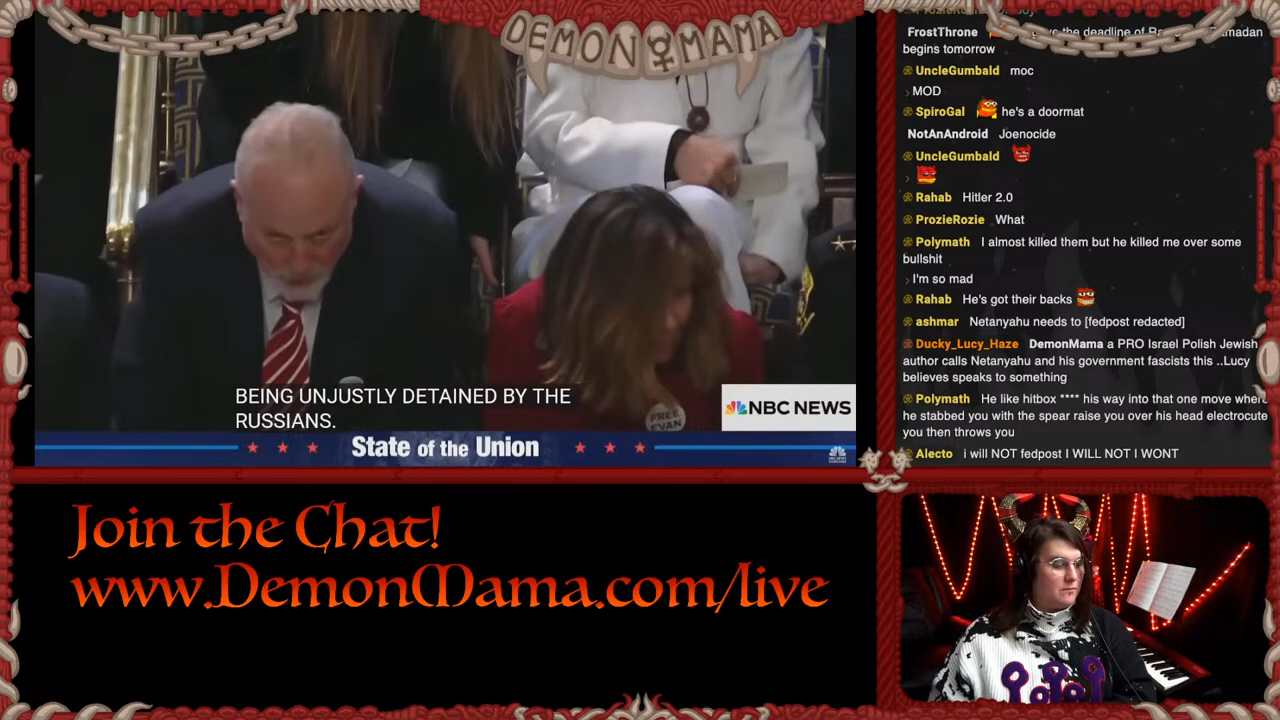 DEMON MAMA
BEING UNJUSTLY DETAINED BY THE
RUSSIANS.
FREE
EVAN
NBC NEWS
State of the Union
Join the Chat!
www.DemonMama.com/live
FrostThrone the deadline of
begins tomorrow
UncleGumbald moc
MOD
SpiroGal he's a doormat
NotAnAndroid Joenocide
UncleGumbald
Rahab Hitler 2.0
ProzieRozie What
Polymath I almost killed them but he killed me over some
bullshit
I'm so mad
Rahab He's got their backs
ashmar Netanyahu needs to [fedpost redacted]
Ducky_Lucy_Haze DemonMama a PRO Israel Polish Jewish
author calls Netanyahu and his government fascists this ..Lucy
believes speaks to something
Polymath He like hitbox **** his way into that one move where
he stabbed you with the spear raise you over his head electrocute
you then throws you
Alecto i will NOT fedpost I WILL NOT I WONT